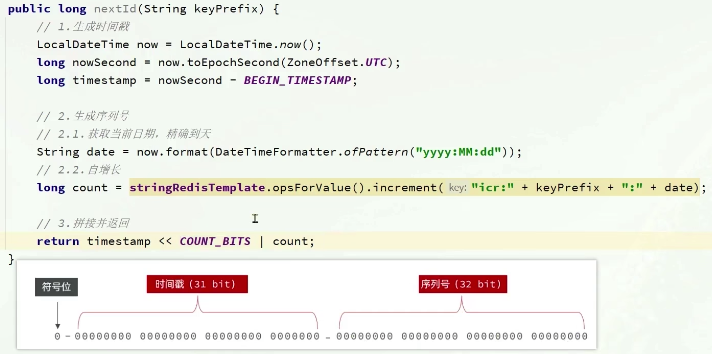 public long nextId(String keyPrefix) {
// 1.生成时间戳
LocalDateTime now = LocalDateTime.now();
long nowSecond = now.toEpochSecond(ZoneOffset.UTC);
long timestamp = nowSecond - BEGIN_TIMESTAMP;
// 2.生成序列号
// 2.1.获取当前日期，精确到天
String date = now.format(DateTimeFormatter.ofPattern("yyyy:MM:dd"));
// 2.2.自增长
long count = stringRedisTemplate.opsForValue().increment( key: "icr:" + keyPrefix + ":" + date);
// 3.拼接并返回
return timestamp << COUNT_BITS | count;
}
符号位 时间戳（31 bit） 序列号（32 bit）
0 - 00000000 00000000 00000000 0000000 - 00000000 00000000 00000000 00000000